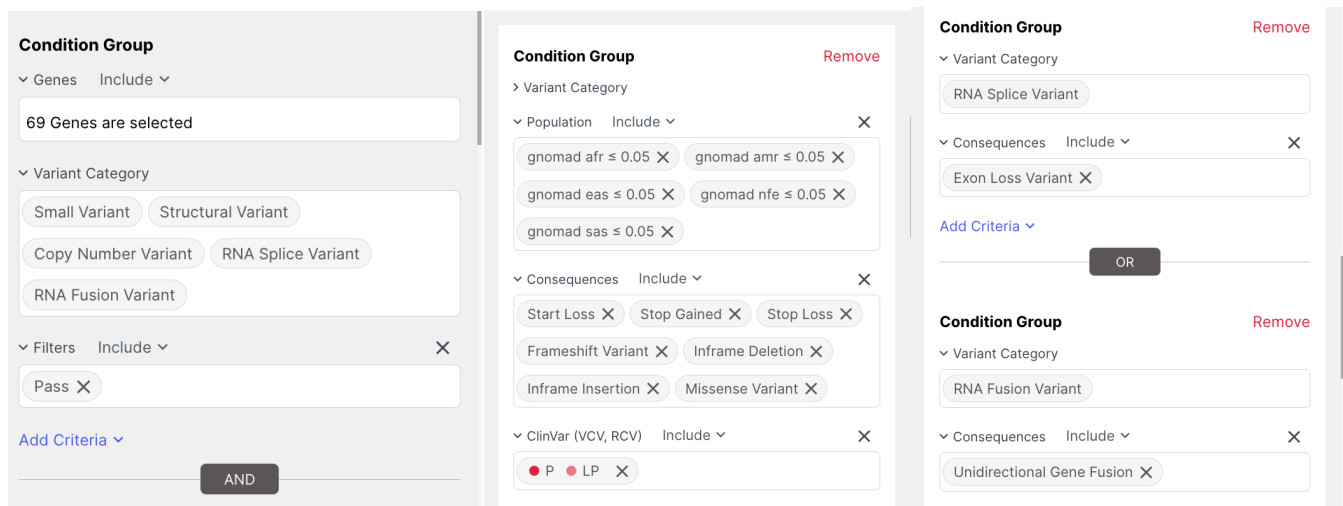 Condition Group
Genes Include
69 Genes are selected
Variant Category
Small Variant Structural Variant
Copy Number Variant RNA Splice Variant
RNA Fusion Variant
Filters Include
Pass
Add Criteria
AND
Condition Group Remove
Variant Category
Population Include
gnomad afr ≤ 0.05 gnomad amr ≤ 0.05
gnomad eas ≤ 0.05 gnomad nfe ≤ 0.05
gnomad sas ≤ 0.05
Consequences Include
Start Loss Stop Gained Stop Loss
Frameshift Variant Inframe Deletion
Inframe Insertion Missense Variant
ClinVar (VCV, RCV) Include
P LP
Condition Group Remove
Variant Category
RNA Splice Variant
Consequences Include
Exon Loss Variant
Add Criteria
OR
Condition Group Remove
Variant Category
RNA Fusion Variant
Consequences Include
Unidirectional Gene Fusion